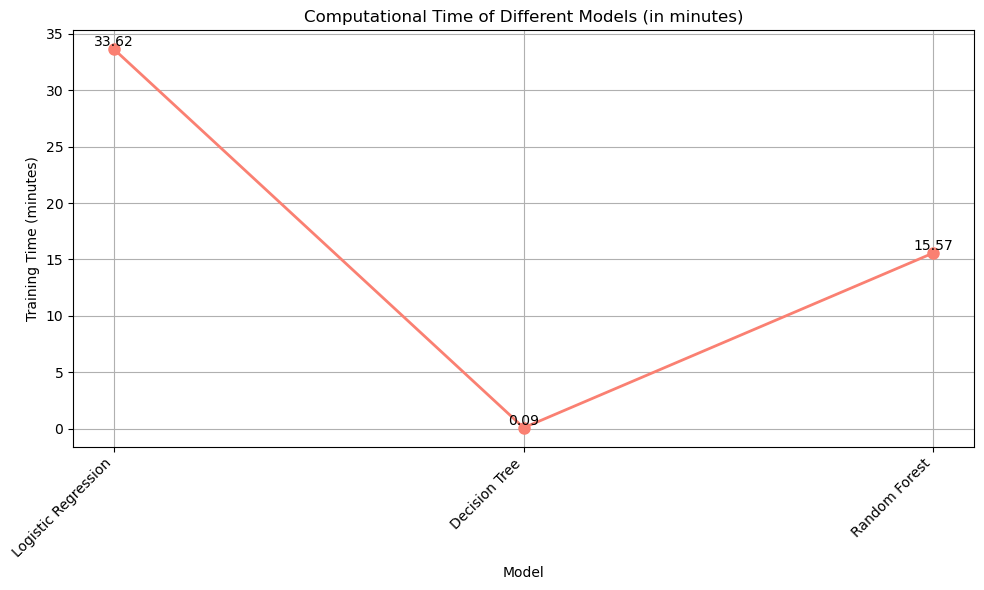 Computational Time of Different Models (in minutes)
Training Time (minutes)
35
30
25
20
15
10
5
0
33.62
0.09
15.57
Logistic Regression
Decision Tree
Random Forest
Model